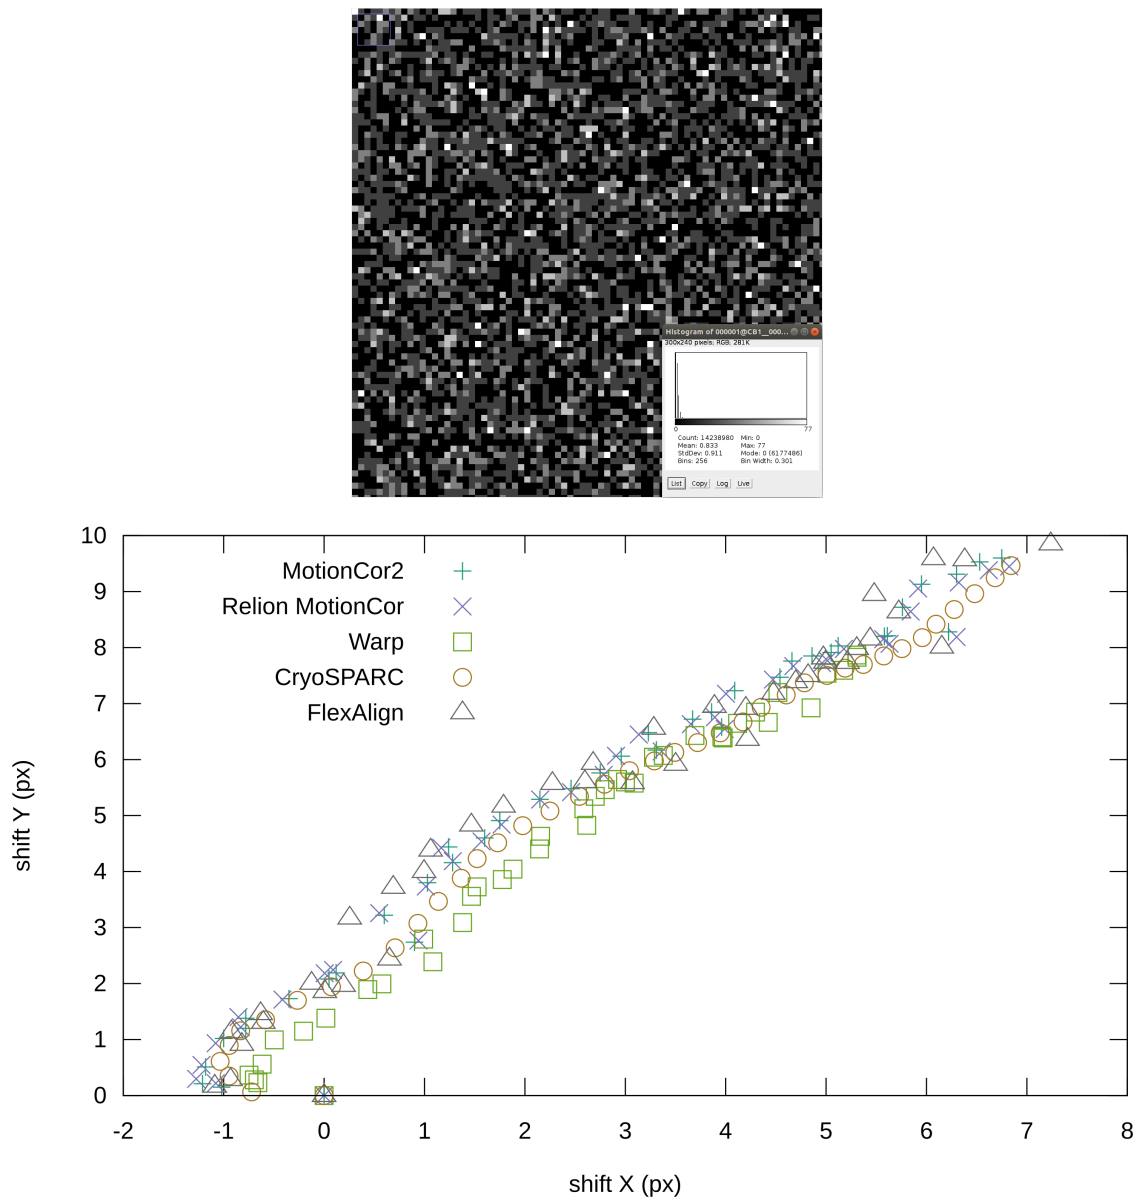 Histogram of 000001@CB1__000...
300x240 pixels; RGB; 281K
0 77
Count: 14238980 Min: 0
Mean: 0.833 Max: 77
StdDev: 0.911 Mode: 0 (6177486)
Bins: 256 Bin Width: 0.301
List Copy Log Live
10
9
8
7
6
5
4
3
2
1
0
shift Y (px)
MotionCor2
Relion MotionCor
Warp
CryoSPARC
FlexAlign
-2 -1 0 1 2 3 4 5 6 7 8
shift X (px)